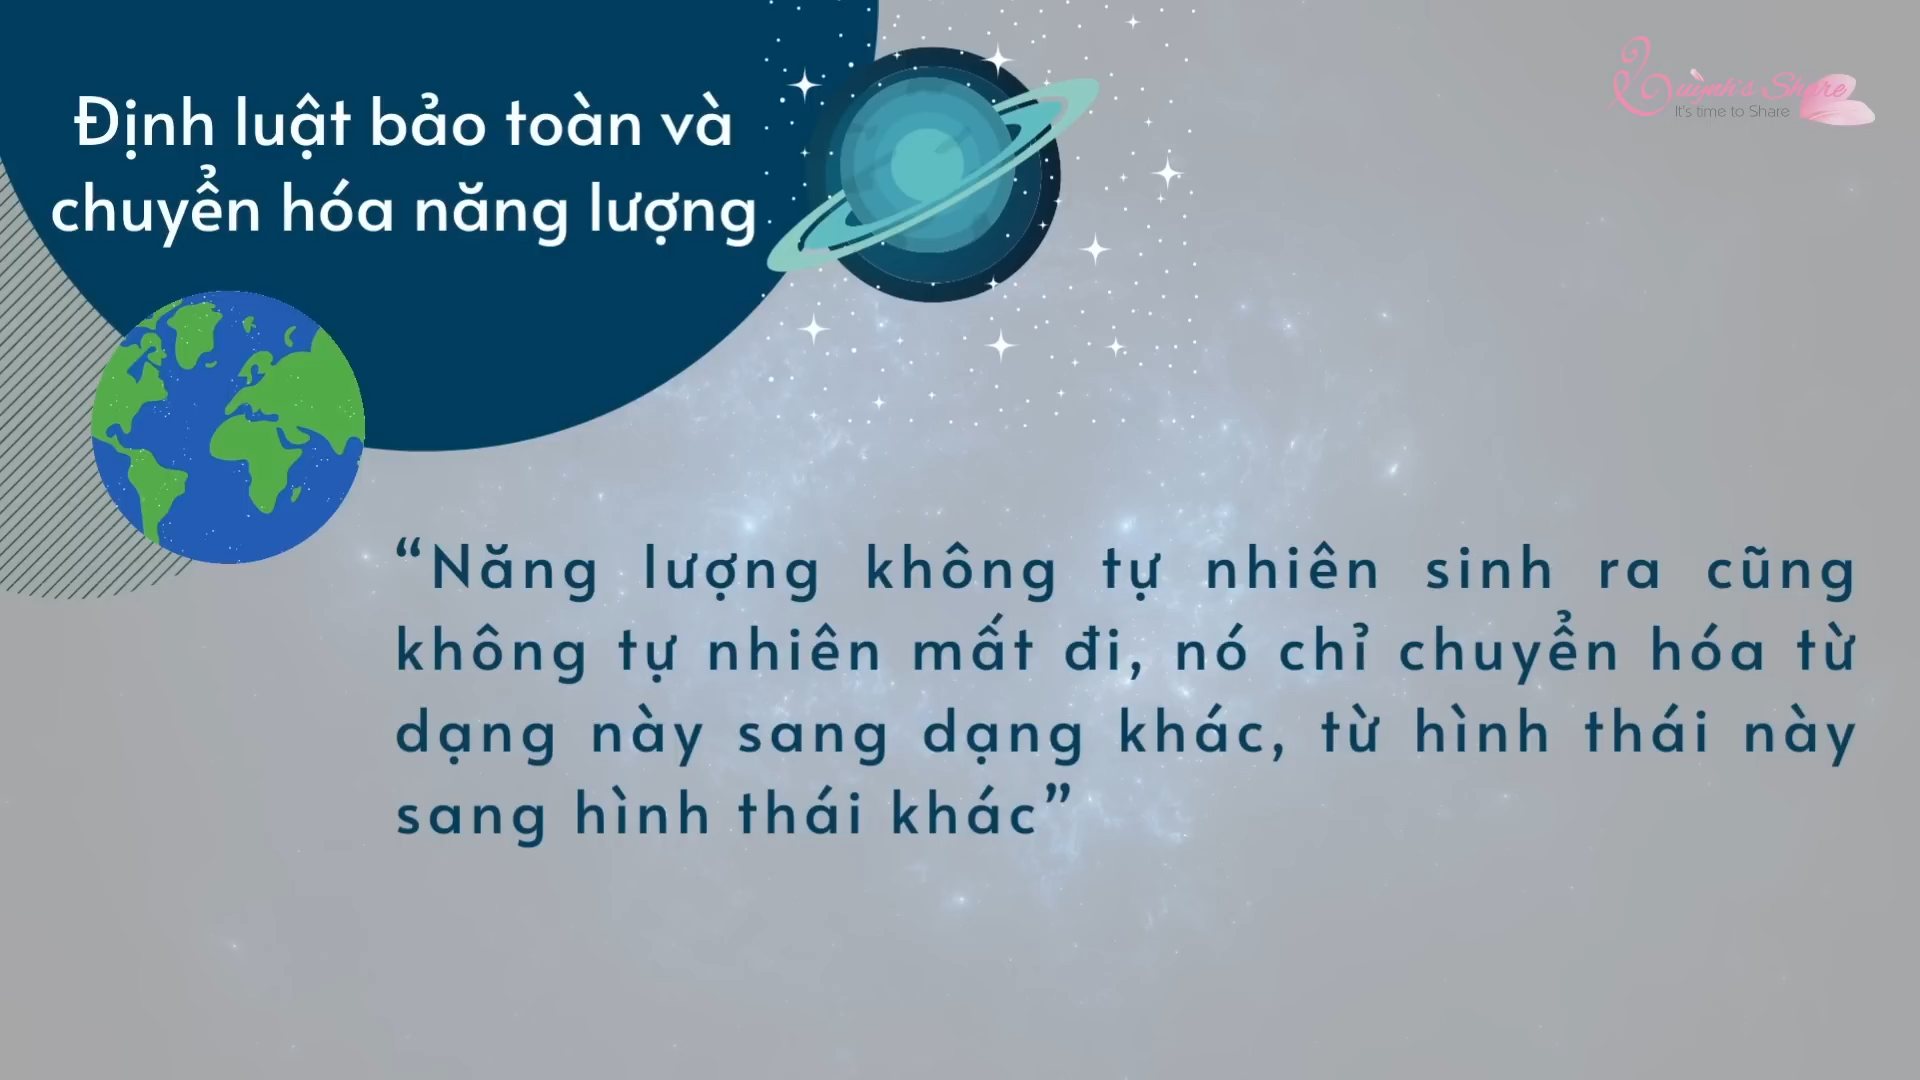 Định luật bảo toàn và
chuyển hóa năng lượng
Quỳnh's Share
It's time to Share
“Năng lượng không tự nhiên sinh ra cũng
không tự nhiên mất đi, nó chỉ chuyển hóa từ
dạng này sang dạng khác, từ hình thái này
sang hình thái khác”